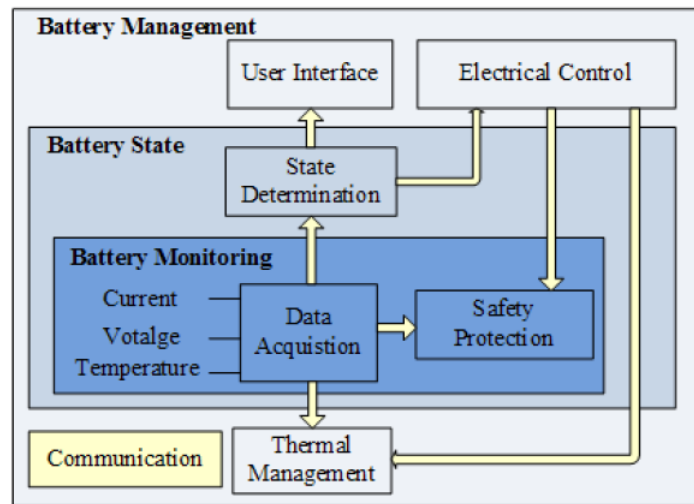 Battery Management
User Interface
Electrical Control
Battery State
State
Determination
Battery Monitoring
Current
Votalge
Temperature
Data
Acquistion
Safety
Protection
Communication
Thermal
Management